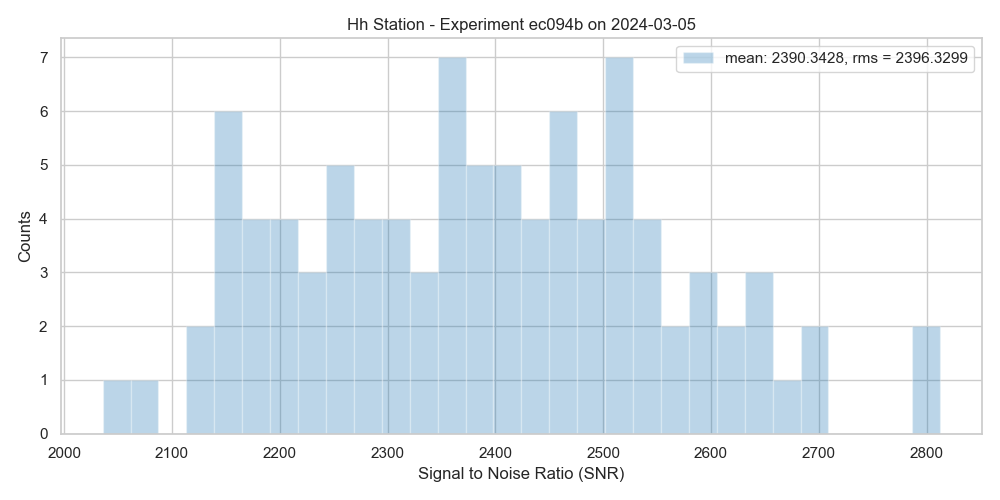 Hh Station - Experiment ec094b on 2024-03-05
mean: 2390.3428, rms = 2396.3299
7
6
5
4
3
2
1
0
Counts
2000 2100 2200 2300 2400 2500 2600 2700 2800
Signal to Noise Ratio (SNR)